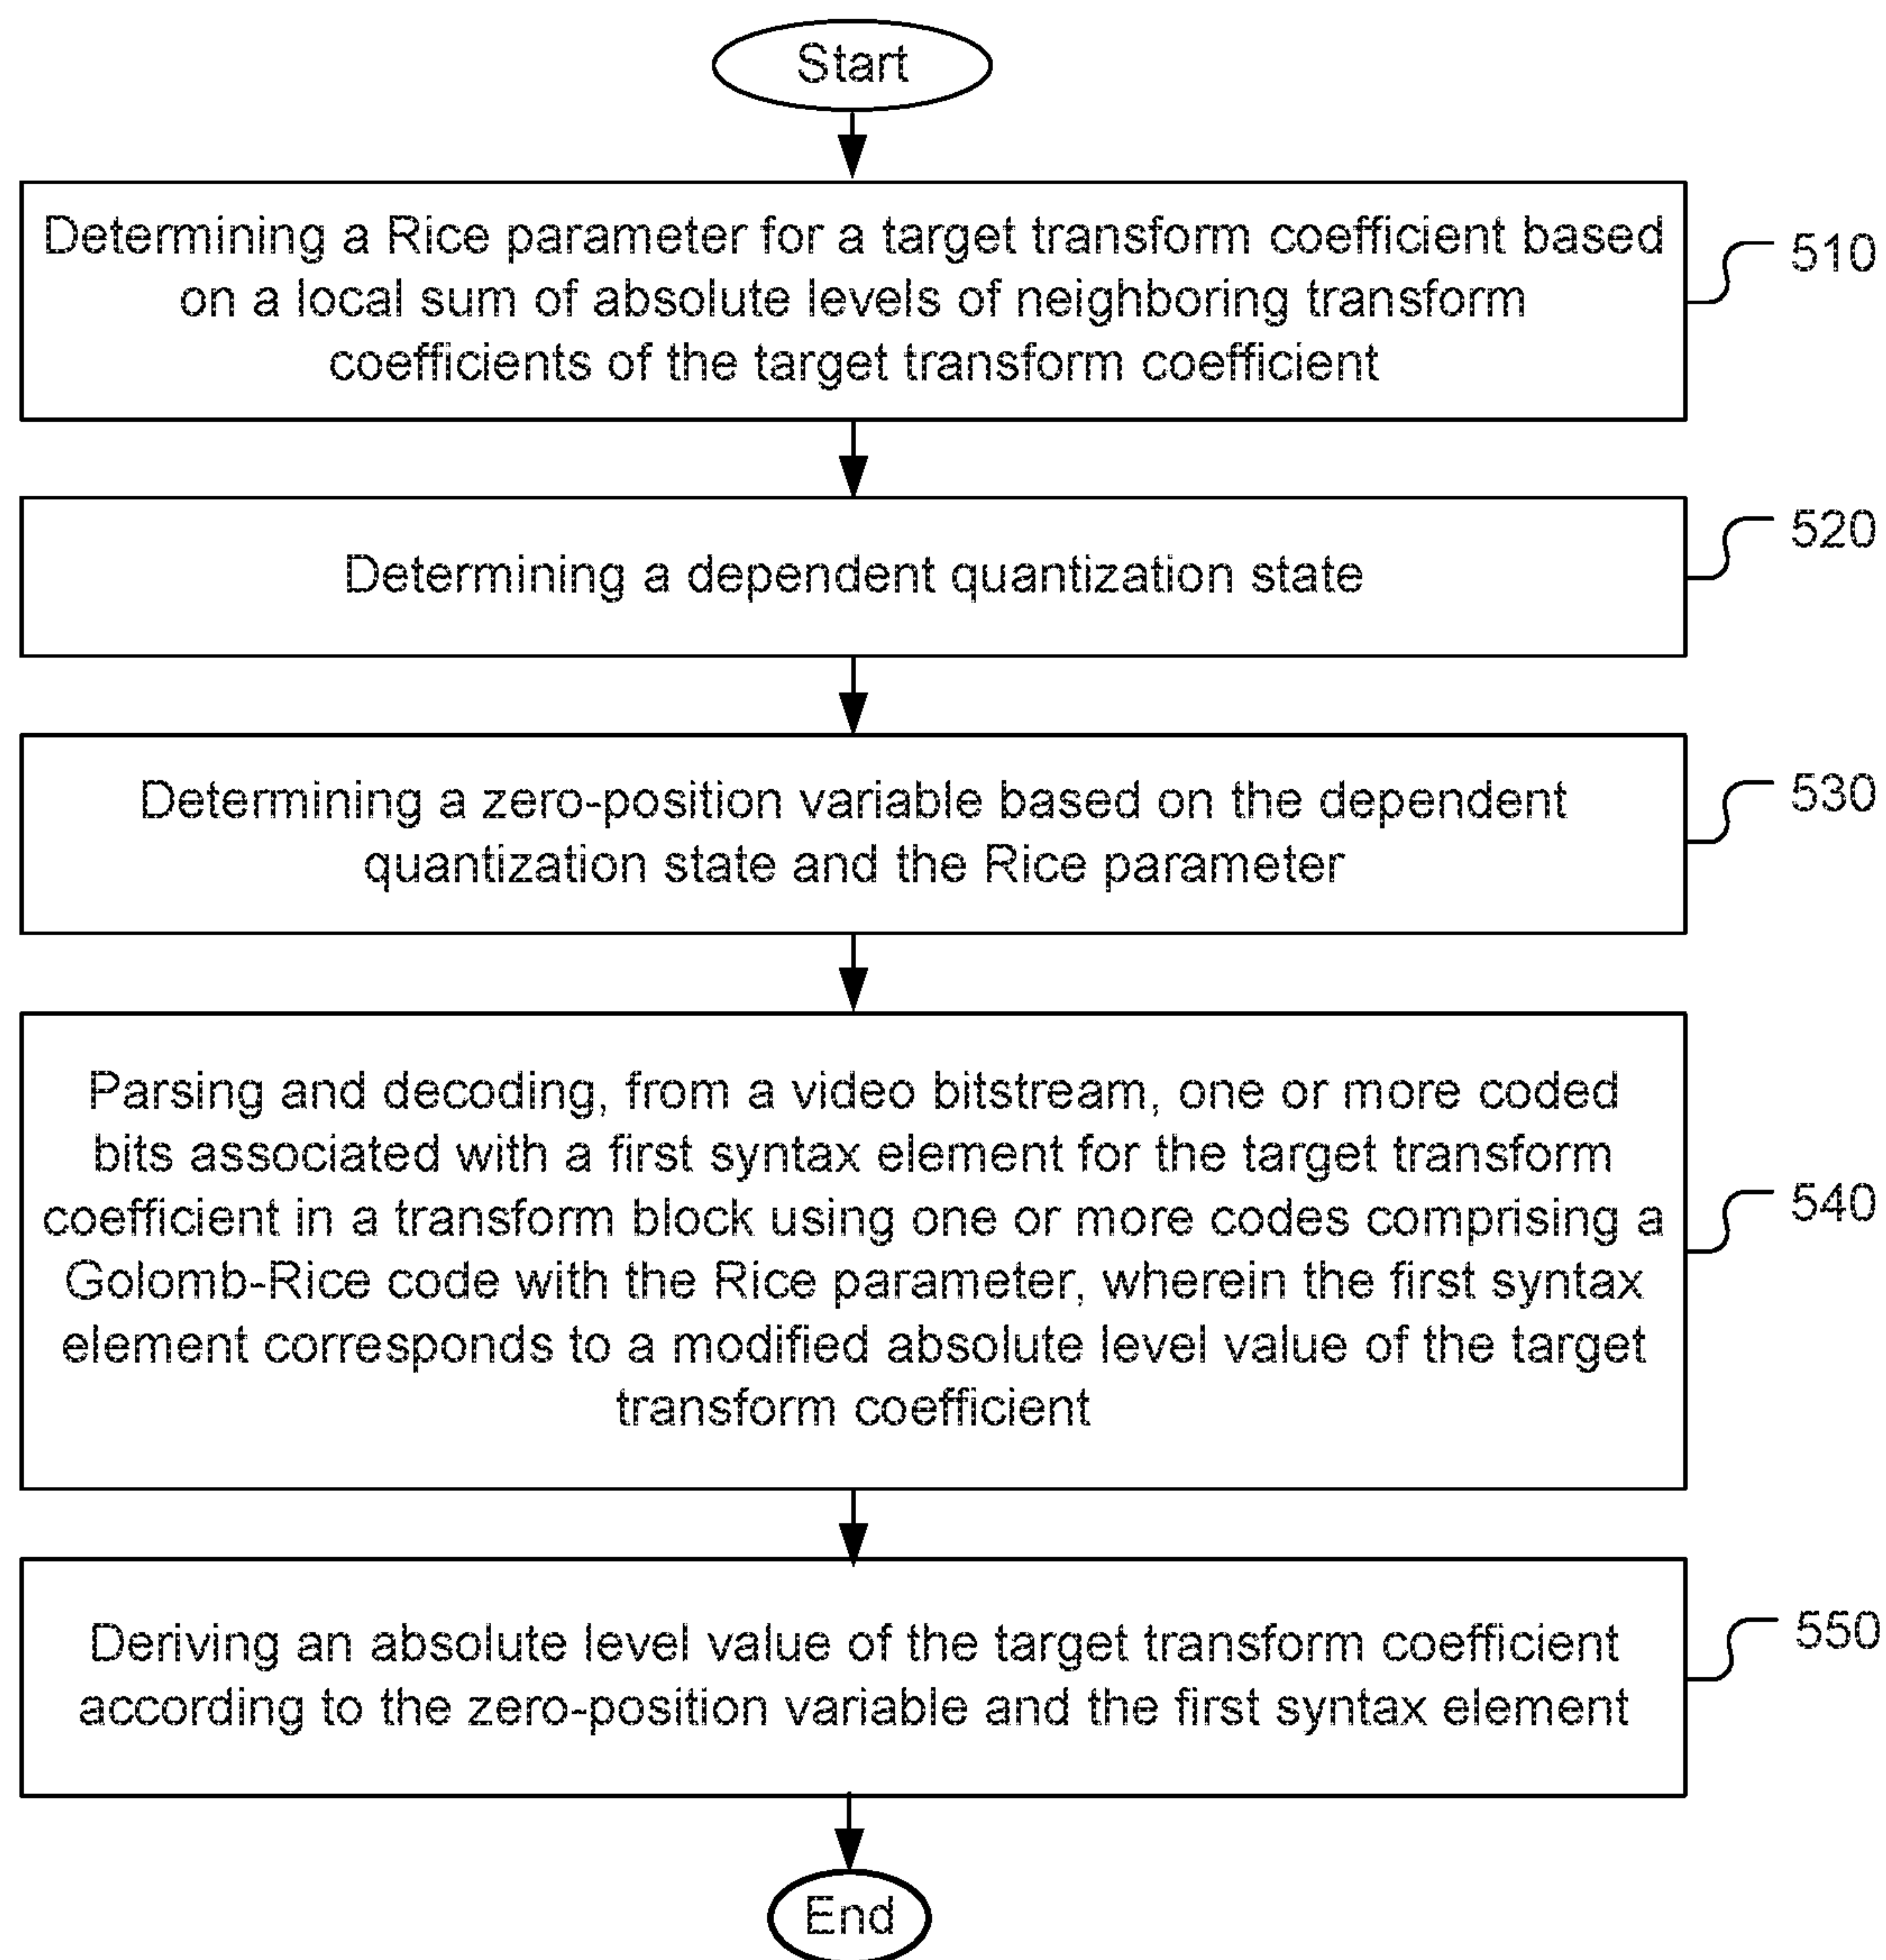 Start
Determining a Rice parameter for a target transform coefficient based
on a local sum of absolute levels of neighboring transform
coefficients of the target transform coefficient
510
Determining a dependent quantization state
520
Determining a zero-position variable based on the dependent
quantization state and the Rice parameter
530
Parsing and decoding, from a video bitstream, one or more coded
bits associated with a first syntax element for the target transform
coefficient in a transform block using one or more codes comprising a
Golomb-Rice code with the Rice parameter, wherein the first syntax
element corresponds to a modified absolute level value of the target
transform coefficient
540
Deriving an absolute level value of the target transform coefficient
according to the zero-position variable and the first syntax element
550
End